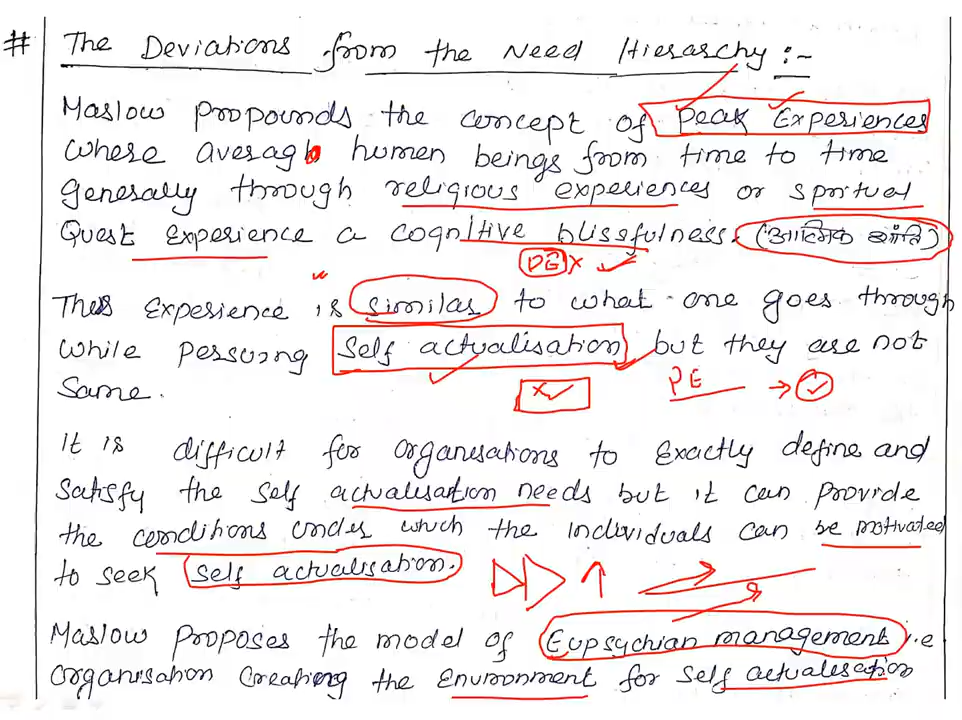 # The Deviations from the Need Hierarchy :-
Maslow propounds the concept of Peak Experiences
where average human beings from time to time
generally through religious experiences or spritual
Quest experience a cognitive blissfulness. (आत्मिक शांति)
DG x
Thus Experience is similar to what one goes through
while persuing self actualisation but they are not
same.
x PE →
It is difficult for organisations to exactly define and
satisfy the self actualisation needs but it can provide
the conditions under which the individuals can be motivated
to seek self actualisation.
Maslow proposes the model of Eupsychian management i.e
organisation creating the environment for self actualisation